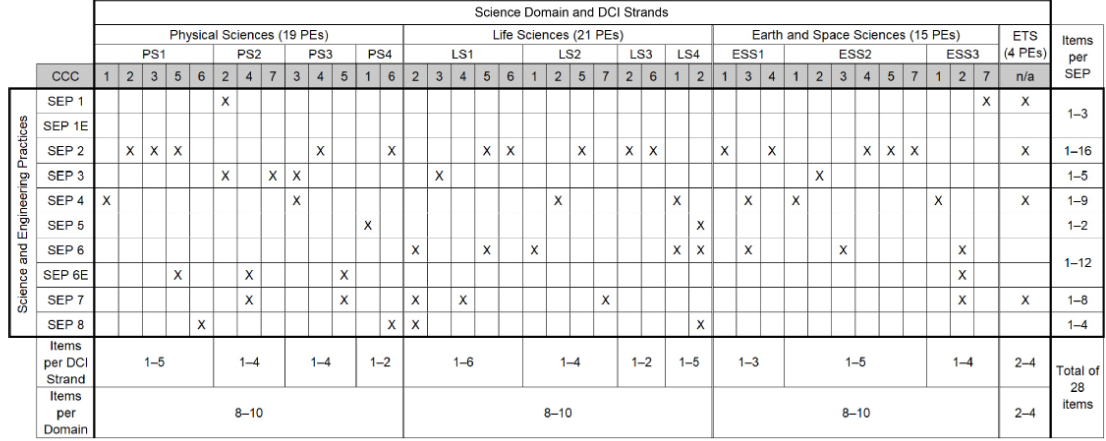 Science Domain and DCI Strands
Physical Sciences (19 PEs) Life Sciences (21 PEs) Earth and Space Sciences (15 PEs) ETS (4 PEs) Items per SEP
PS1 PS2 PS3 PS4 LS1 LS2 LS3 LS4 ESS1 ESS2 ESS3
CCC 1 2 3 5 6 2 4 7 3 4 5 1 6 2 3 4 5 6 1 2 5 7 2 6 1 2 1 3 4 1 2 3 4 5 7 1 2 7 n/a
Science and Engineering Practices
SEP 1 X X X 1–3
SEP 1E
SEP 2 X X X X X X X X X X X X X X X X 1–16
SEP 3 X X X X X 1–5
SEP 4 X X X X X X X X 1–9
SEP 5 X X 1–2
SEP 6 X X X X X X X X 1–12
SEP 6E X X X X
SEP 7 X X X X X X X 1–8
SEP 8 X X X X 1–4
Items per DCI Strand 1–5 1–4 1–4 1–2 1–6 1–4 1–2 1–5 1–3 1–5 1–4 2–4 Total of 28 items
Items per Domain 8–10 8–10 8–10 2–4